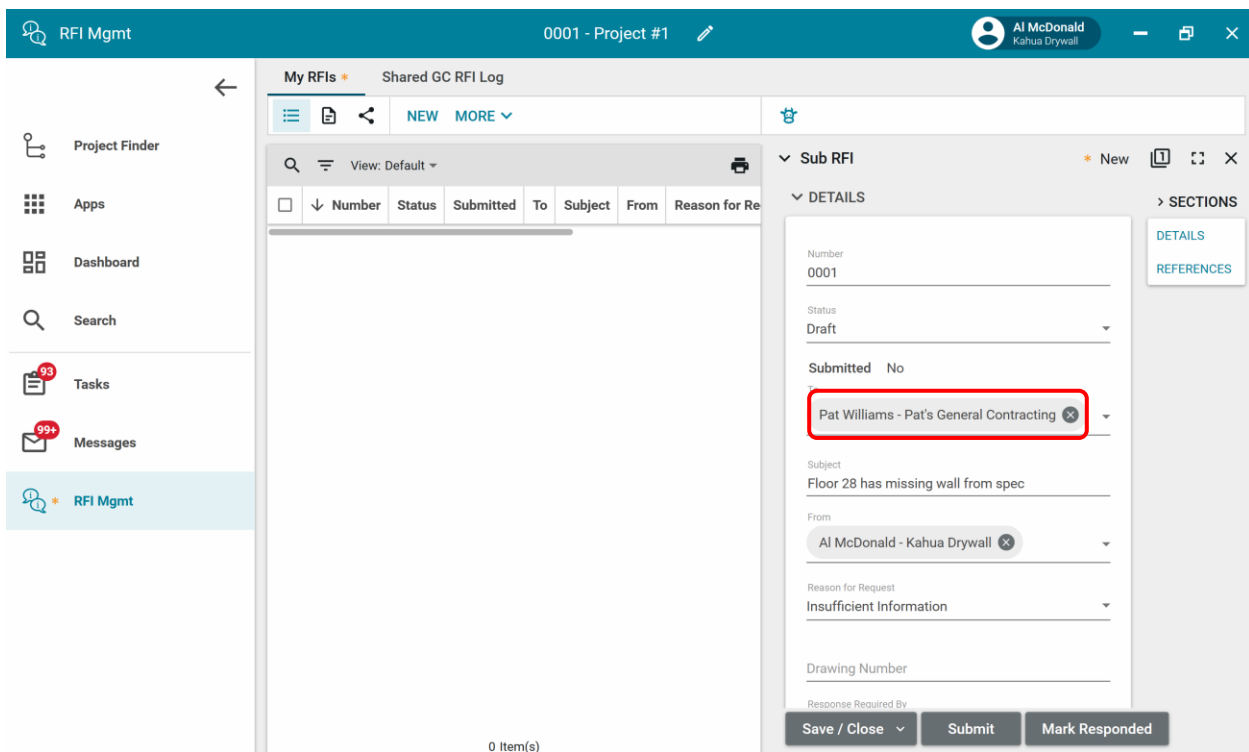 RFI Mgmt
0001 - Project #1
Al McDonald
Kahua Drywall
Project Finder
Apps
Dashboard
Search
93
Tasks
99+
Messages
* RFI Mgmt
My RFIs *
Shared GC RFI Log
NEW MORE
View: Default
Number Status Submitted To Subject From Reason for Re
0 Item(s)
Sub RFI
* New
1
DETAILS
Number
0001
Status
Draft
Submitted No
To
Pat Williams - Pat's General Contracting
Subject
Floor 28 has missing wall from spec
From
Al McDonald - Kahua Drywall
Reason for Request
Insufficient Information
Drawing Number
Response Required By
Save / Close Submit Mark Responded
> SECTIONS
DETAILS
REFERENCES